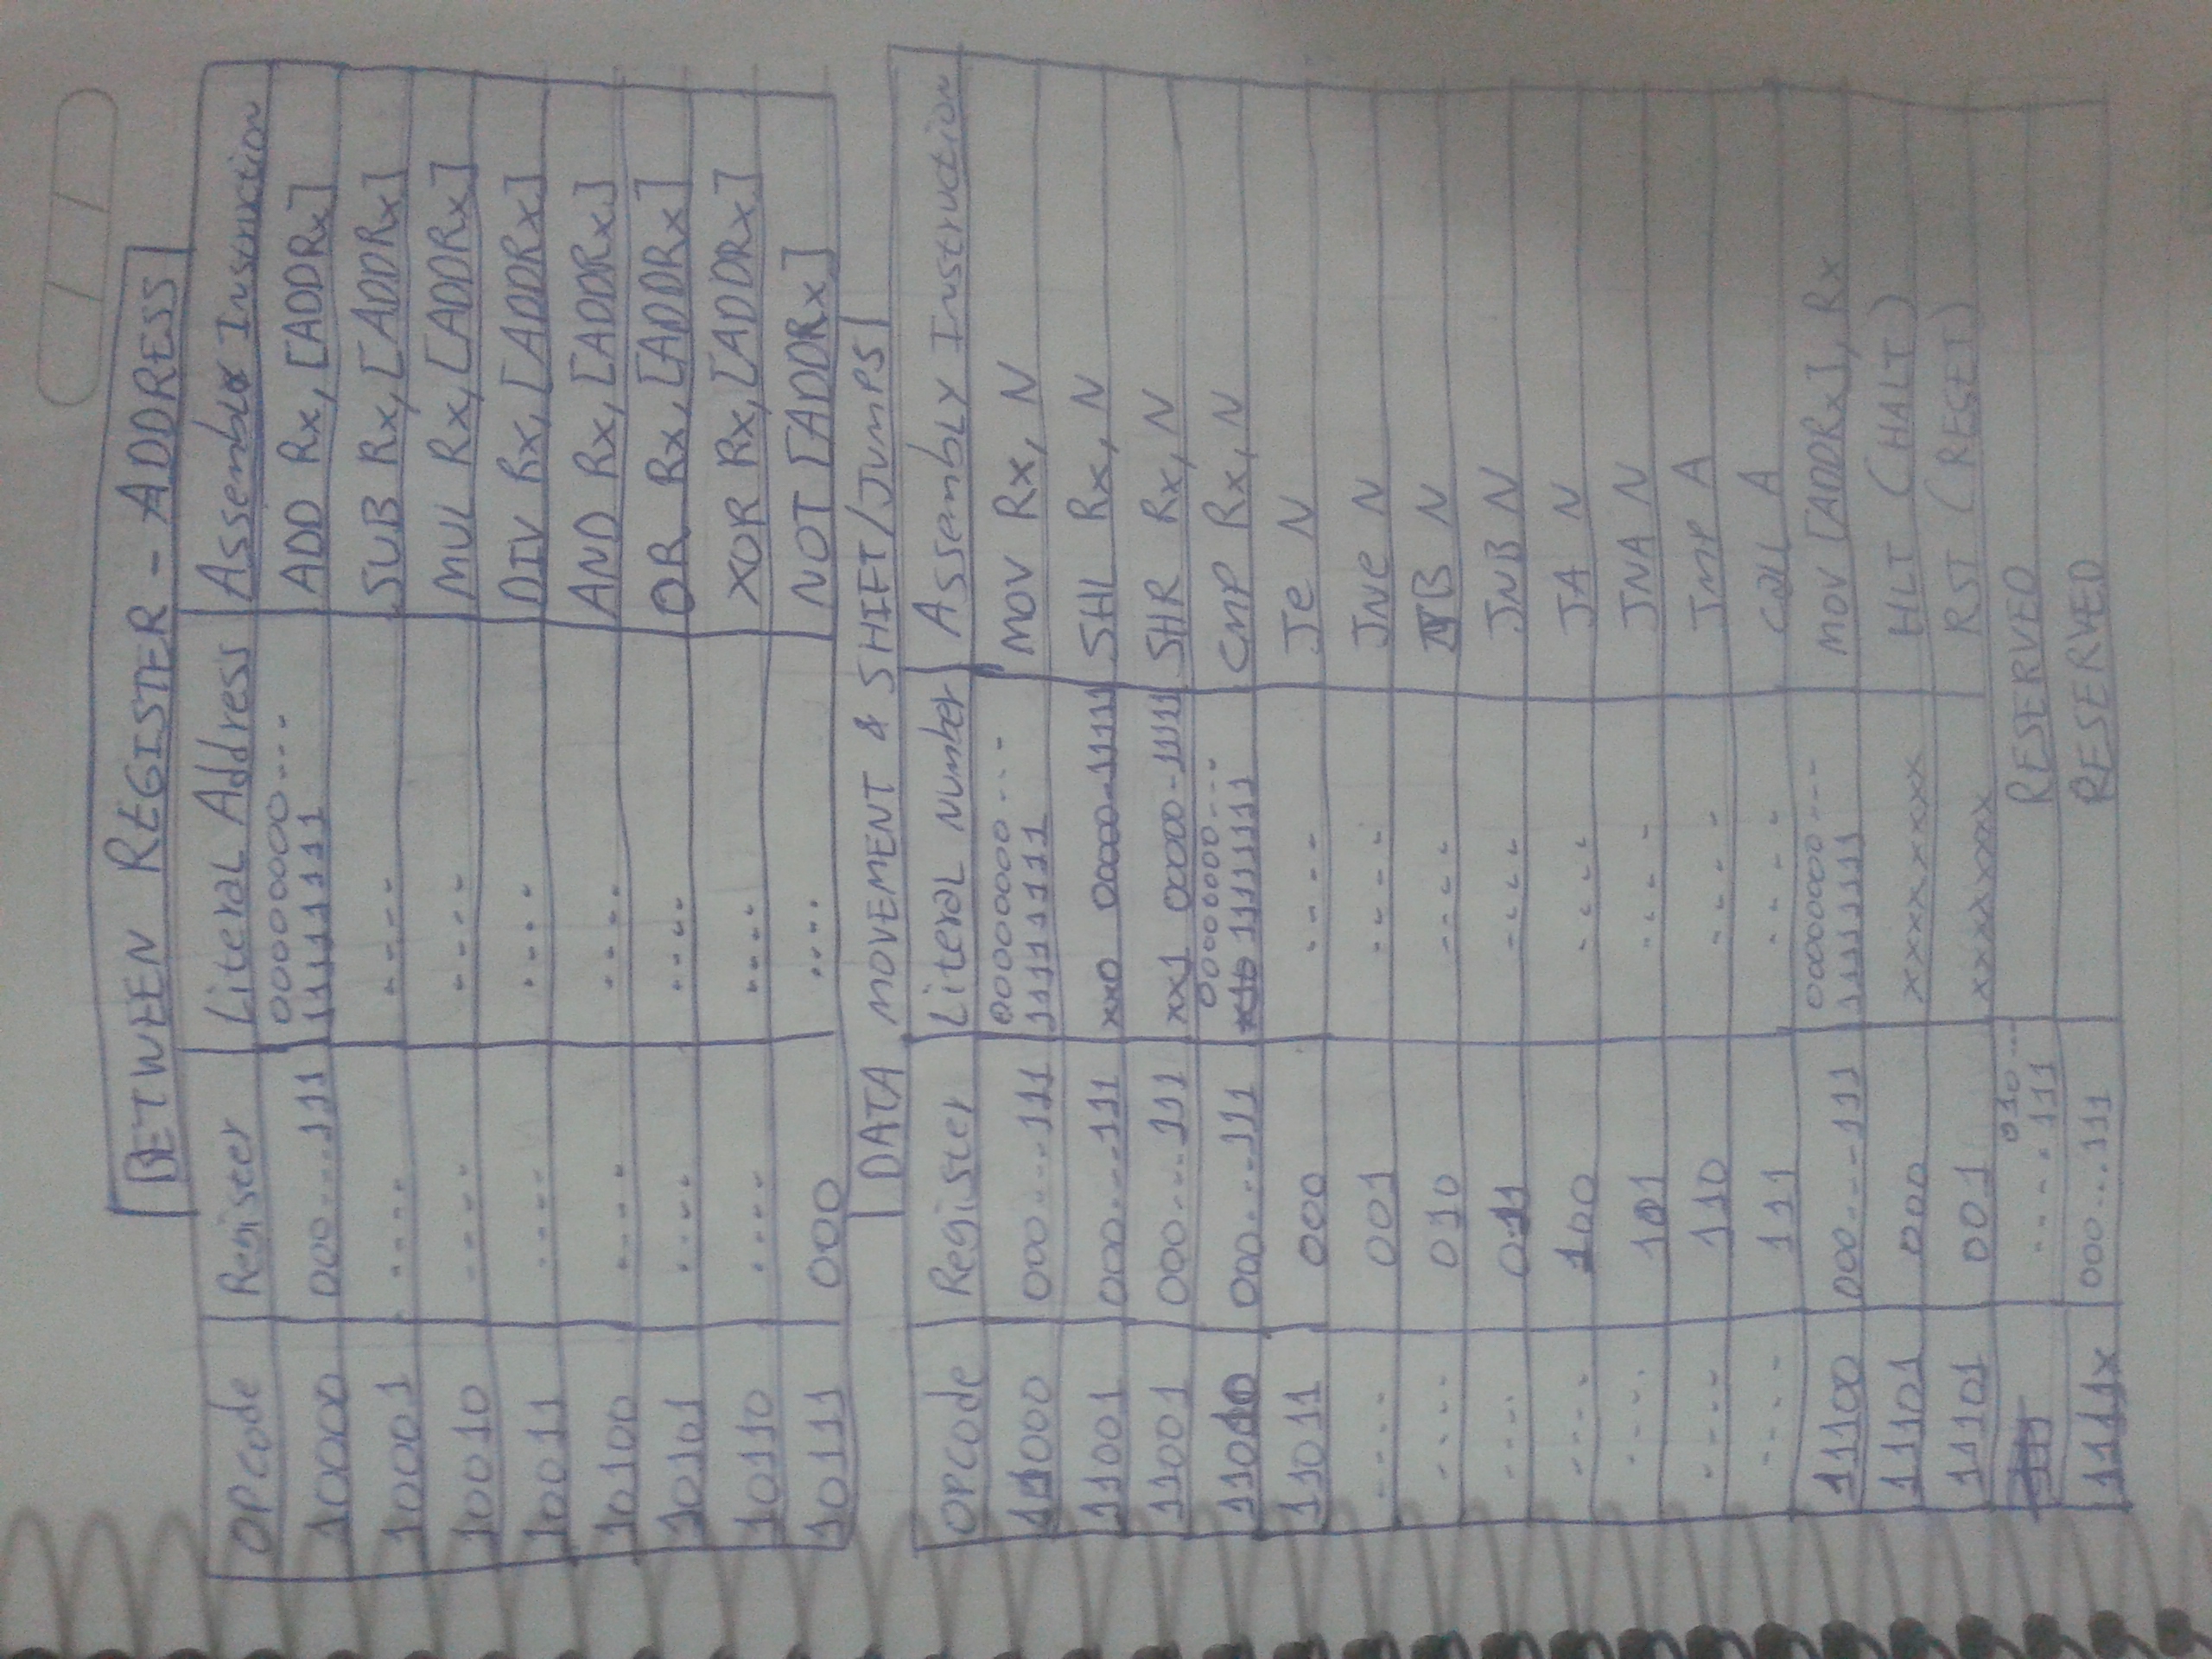 BETWEEN REGISTER - ADDRESS
OPcode Register Literal Address Assembly Instruction
10000 000...111 00000000--- 11111111 ADD Rx, [ADDRx]
10001 ---- ---- SUB Rx, [ADDRx]
10010 ---- ---- MUL Rx, [ADDRx]
10011 ---- ---- DIV Rx, [ADDRx]
10100 ---- ---- AND Rx, [ADDRx]
10101 ---- ---- OR Rx, [ADDRx]
10110 ---- ---- XOR Rx, [ADDRx]
10111 000 ---- NOT [ADDRx]
DATA MOVEMENT & SHIFT/JUMPS
OPcode Register Literal Number Assembly Instruction
11000 000...111 00000000--- 11111111 MOV Rx, N
11001 000...111 xx0 00000-11111 SHL Rx, N
11001 000...111 xx1 00000-11111 SHR Rx, N
11010 000...111 00000000--- 11111111 CMP Rx, N
11011 000 ---- Je N
---- 001 ---- JNe N
---- 010 ---- JB N
---- 011 ---- JNB N
---- 100 ---- JA N
---- 101 ---- JNA N
---- 110 ---- JMP A
---- 111 ---- CALL A
11100 000...111 00000000--- 11111111 MOV [ADDRx], Rx
11101 000 xxxxxxxx HLT (HALT)
11101 001 xxxxxxxx RST (RESET)
010--- -----111 RESERVED
1111x 000...111 RESERVED